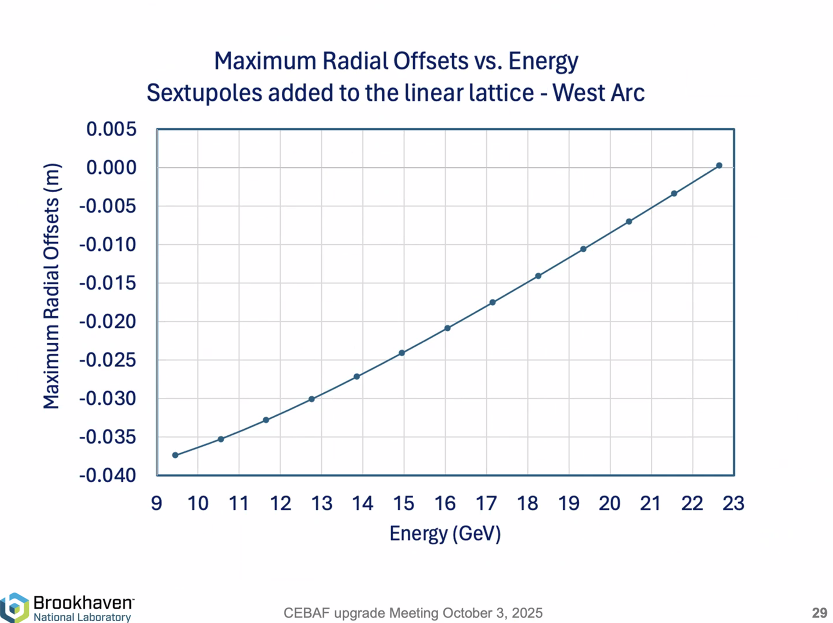 Maximum Radial Offsets vs. Energy
Sextupoles added to the linear lattice - West Arc
0.005
0.000
-0.005
-0.010
-0.015
-0.020
-0.025
-0.030
-0.035
-0.040
Maximum Radial Offsets (m)
9 10 11 12 13 14 15 16 17 18 19 20 21 22 23
Energy (GeV)
Brookhaven™
National Laboratory
CEBAF upgrade Meeting October 3, 2025
29